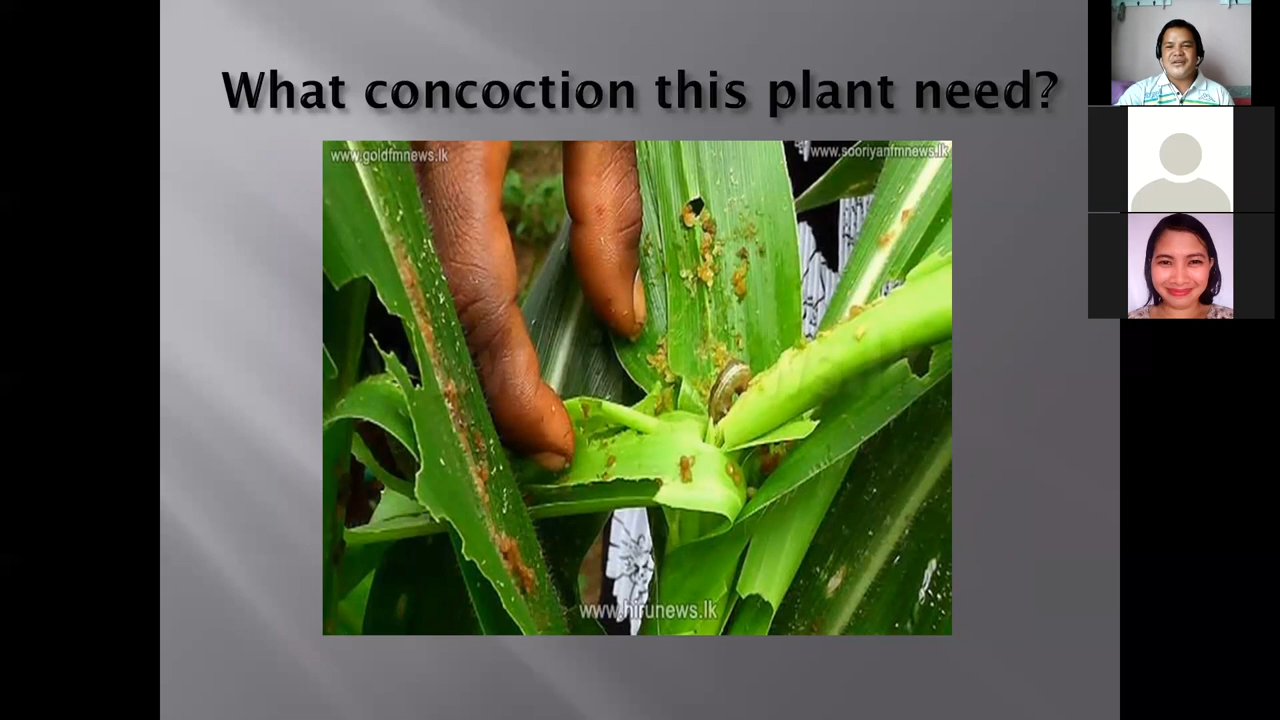 What concoction this plant need?
www.goldfmnews.lk
www.sooriyanfmnews.lk
www.hirunews.lk